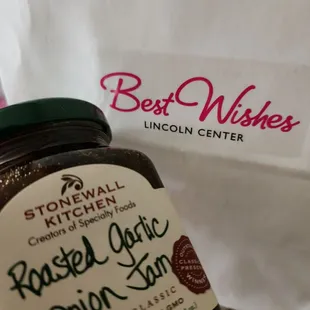 Best Wishes
LINCOLN CENTER
STONEWALL
KITCHEN
Creators of Specialty Foods
Roasted garlic
Onion Jam
CLASSIC